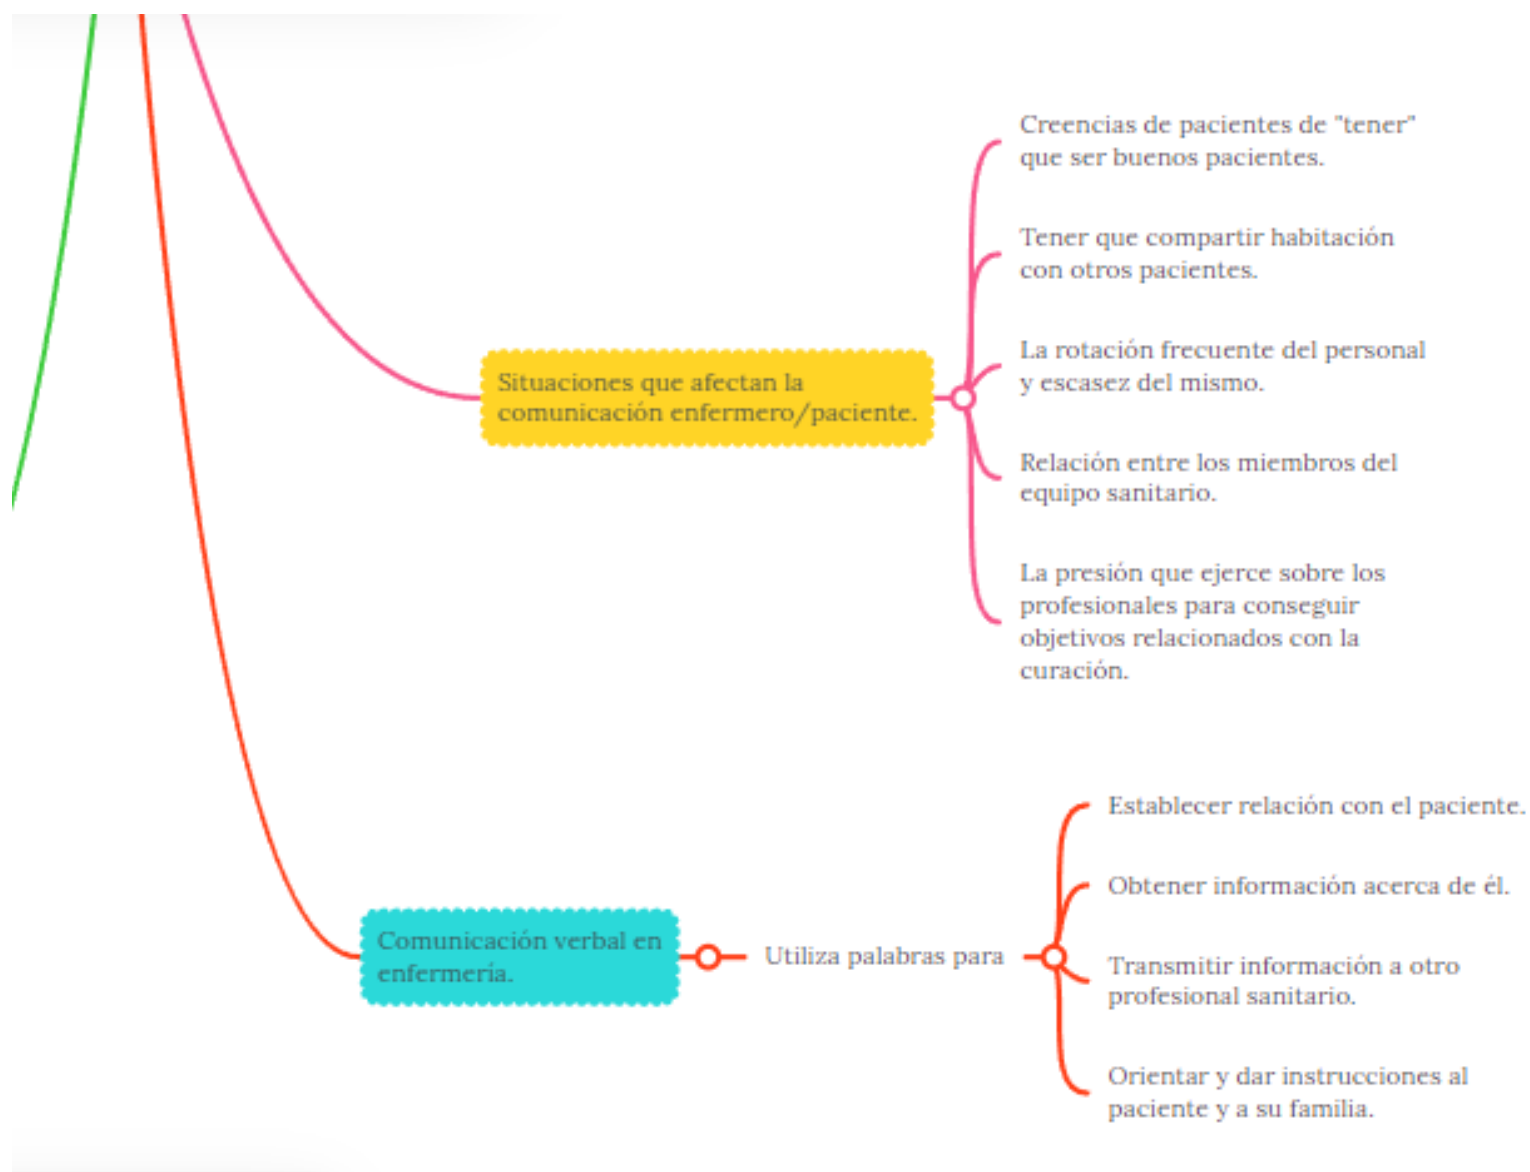 Creencias de pacientes de "tener"
que ser buenos pacientes.
Tener que compartir habitación
con otros pacientes.
La rotación frecuente del personal
y escasez del mismo.
Situaciones que afectan la
comunicación enfermero/paciente.
Relación entre los miembros del
equipo sanitario.
La presión que ejerce sobre los
profesionales para conseguir
objetivos relacionados con la
curación.
Comunicación verbal en
enfermería.
Utiliza palabras para
Establecer relación con el paciente.
Obtener información acerca de él.
Transmitir información a otro
profesional sanitario.
Orientar y dar instrucciones al
paciente y a su familia.